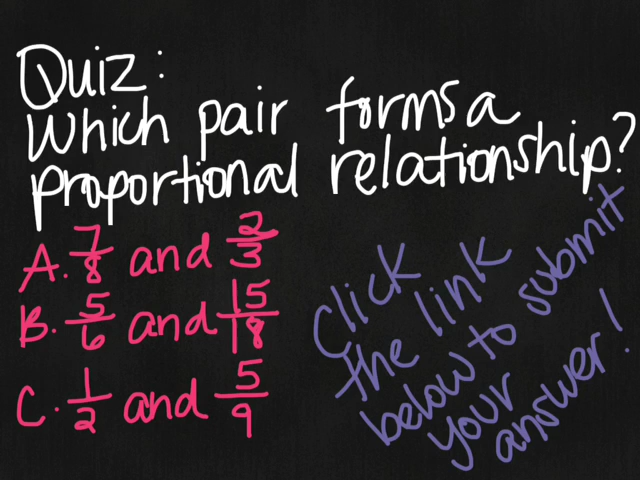 Quiz:
Which pair forms a
proportional relationship?
A. 7/8 and 2/3
B. 5/6 and 15/18
C. 1/2 and 5/9
Click
the link
below to submit
your
answer!